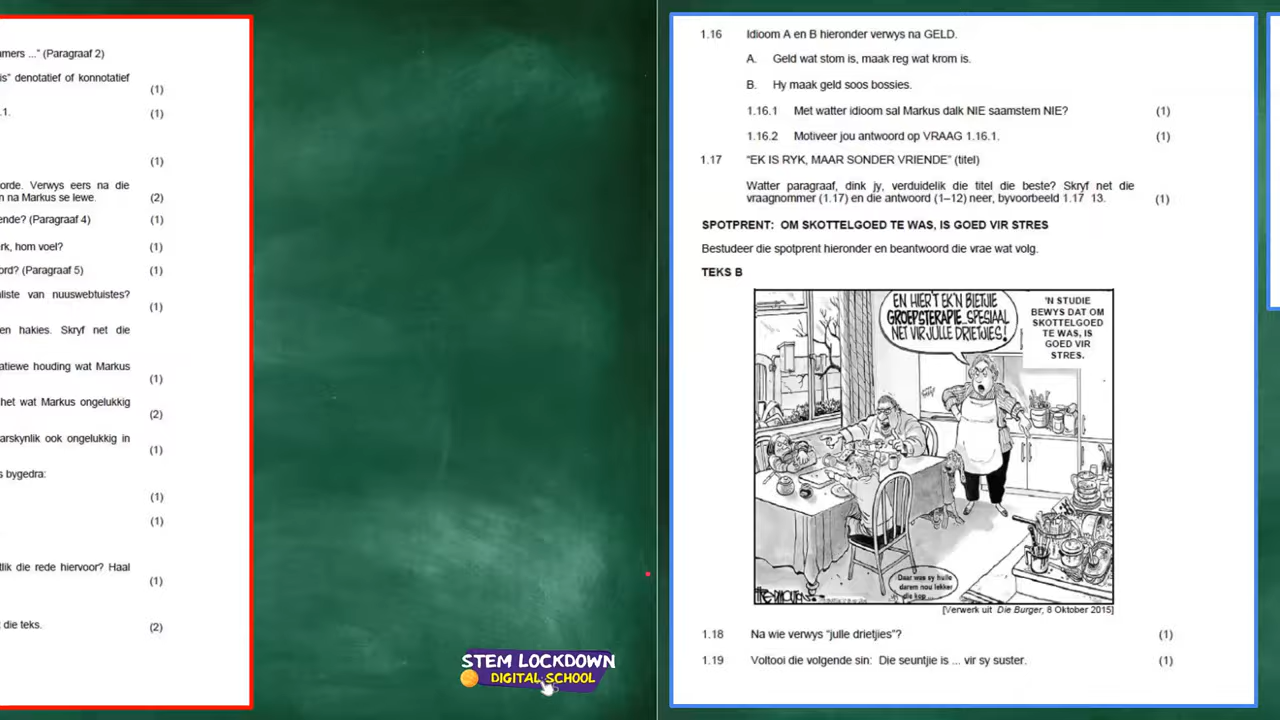 mers ..." (Paragraaf 2)
is" denotatief of konnotatief
(1)
.1.
(1)
(1)
orde. Verwys eers na die
n na Markus se lewe.
(2)
ende? (Paragraaf 4)
(1)
rk, hom voel?
(1)
ord? (Paragraaf 5)
(1)
liste van nuuswebtuistes?
(1)
en hakies. Skryf net die
atiewe houding wat Markus
(1)
het wat Markus ongelukkig
(2)
arskynlik ook ongelukkig in
(1)
s bygedra:
(1)
(1)
tlik die rede hiervoor? Haal
(1)
die teks.
(2)
STEM LOCKDOWN
DIGITAL SCHOOL
1.16 Idioom A en B hieronder verwys na GELD.
A. Geld wat stom is, maak reg wat krom is.
B. Hy maak geld soos bossies.
1.16.1 Met watter idioom sal Markus dalk NIE saamstem NIE? (1)
1.16.2 Motiveer jou antwoord op VRAAG 1.16.1. (1)
1.17 "EK IS RYK, MAAR SONDER VRIENDE" (titel)
Watter paragraaf, dink jy, verduidelik die titel die beste? Skryf net die
vraagnommer (1.17) en die antwoord (1–12) neer, byvoorbeeld 1.17 13. (1)
SPOTPRENT: OM SKOTTELGOED TE WAS, IS GOED VIR STRES
Bestudeer die spotprent hieronder en beantwoord die vrae wat volg.
TEKS B
EN HIER'T EK'N BIETJIE
GROEPSTERAPIE SPESIAAL
NET VIR JULLE DRIETJIES!
'N STUDIE
BEWYS DAT OM
SKOTTELGOED
TE WAS, IS
GOED VIR
STRES.
Daar was sy hulle
darem nou lekker
die kop ...
[Verwerk uit Die Burger, 8 Oktober 2015]
1.18 Na wie verwys "julle drietjies"? (1)
1.19 Voltooi die volgende sin: Die seuntjie is ... vir sy suster. (1)